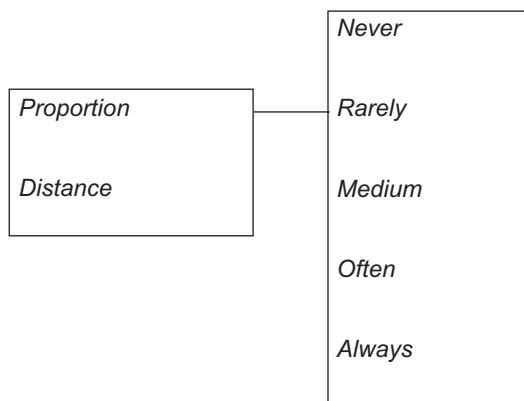 Proportion
Distance
Never
Rarely
Medium
Often
Always